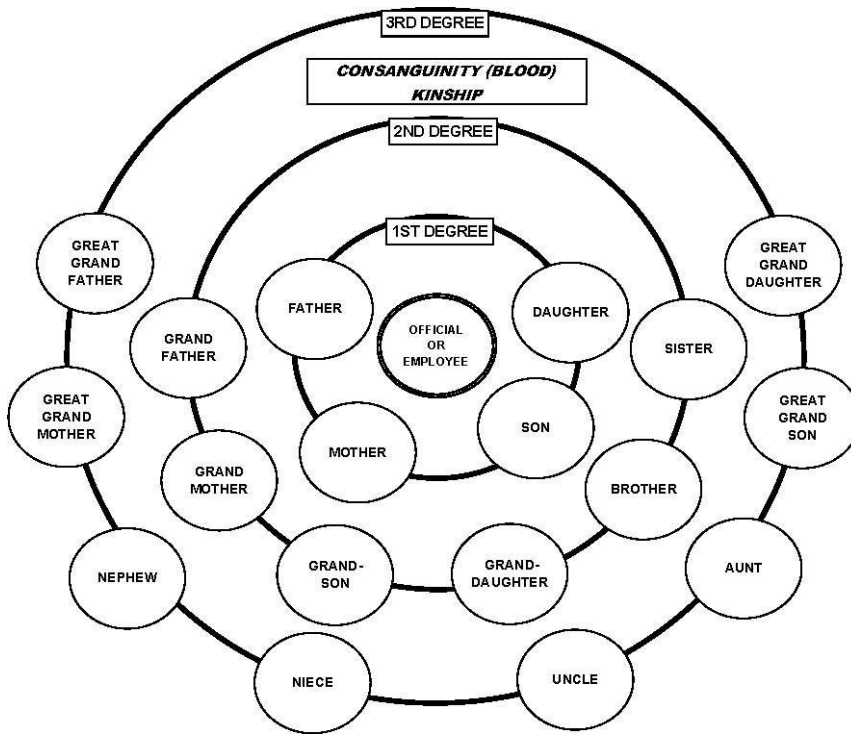 3RD DEGREE
CONSANGUINITY (BLOOD)
KINSHIP
2ND DEGREE
1ST DEGREE
GREAT
GRAND
FATHER
GREAT
GRAND
DAUGHTER
FATHER
DAUGHTER
OFFICIAL
OR
EMPLOYEE
GRAND
FATHER
SISTER
GREAT
GRAND
MOTHER
GREAT
GRAND
SON
MOTHER
SON
GRAND
MOTHER
BROTHER
NEPHEW
GRAND-
SON
GRAND-
DAUGHTER
AUNT
NIECE
UNCLE